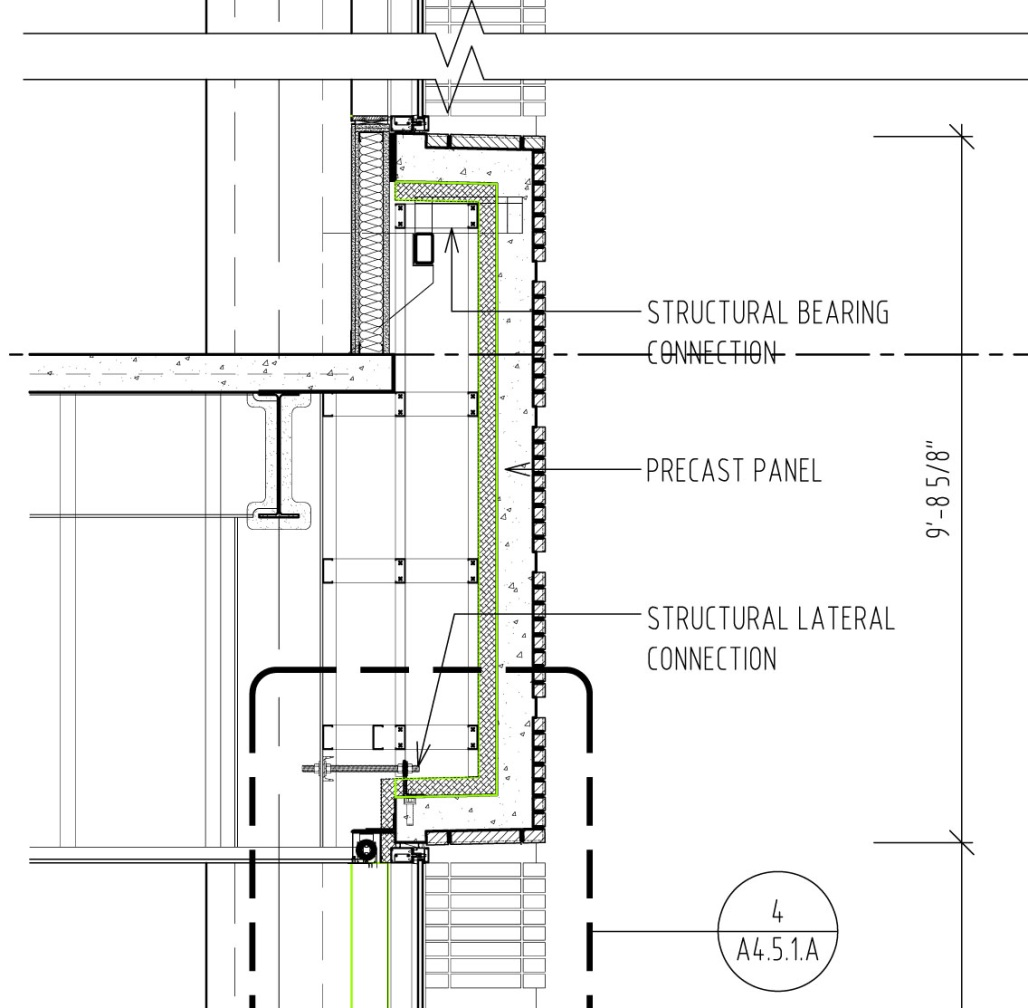 STRUCTURAL BEARING
CONNECTION
PRECAST PANEL
9'-8 5/8"
STRUCTURAL LATERAL
CONNECTION
4
A4.5.1.A